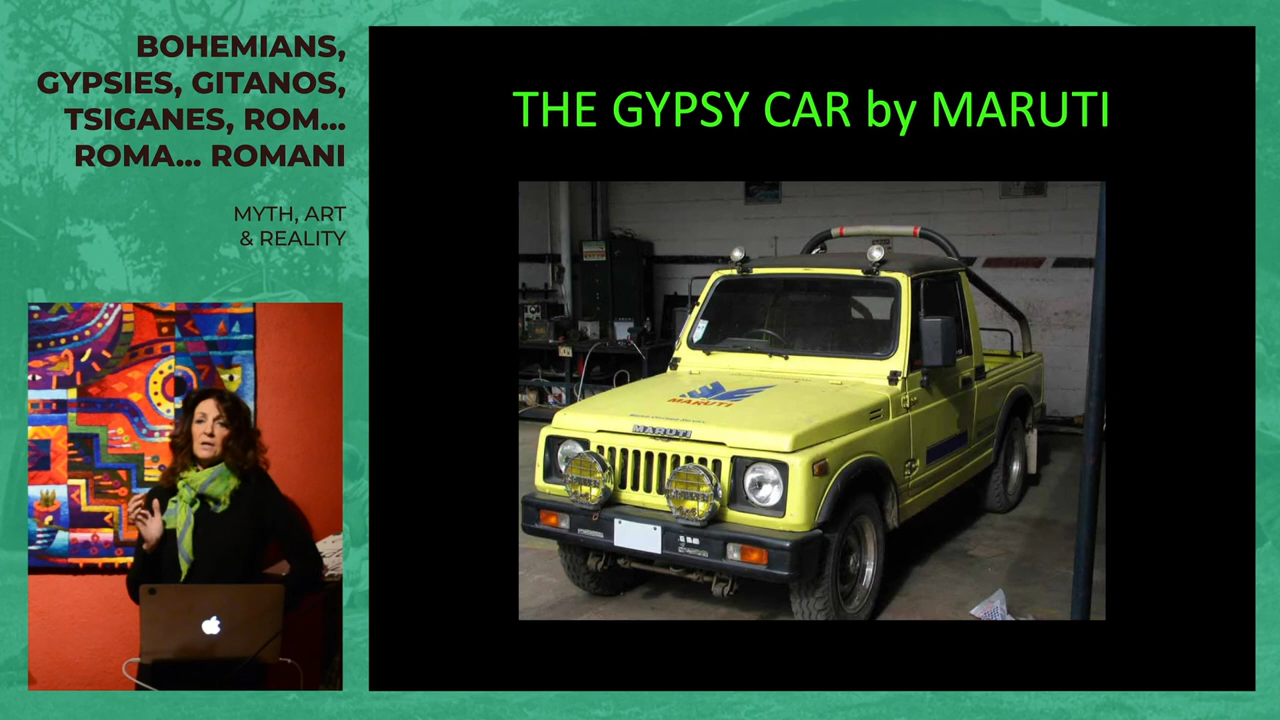 BOHEMIANS,
GYPSIES, GITANOS,
TSIGANES, ROM...
ROMA... ROMANI
MYTH, ART
& REALITY
THE GYPSY CAR by MARUTI
MARUTI
MARUTI